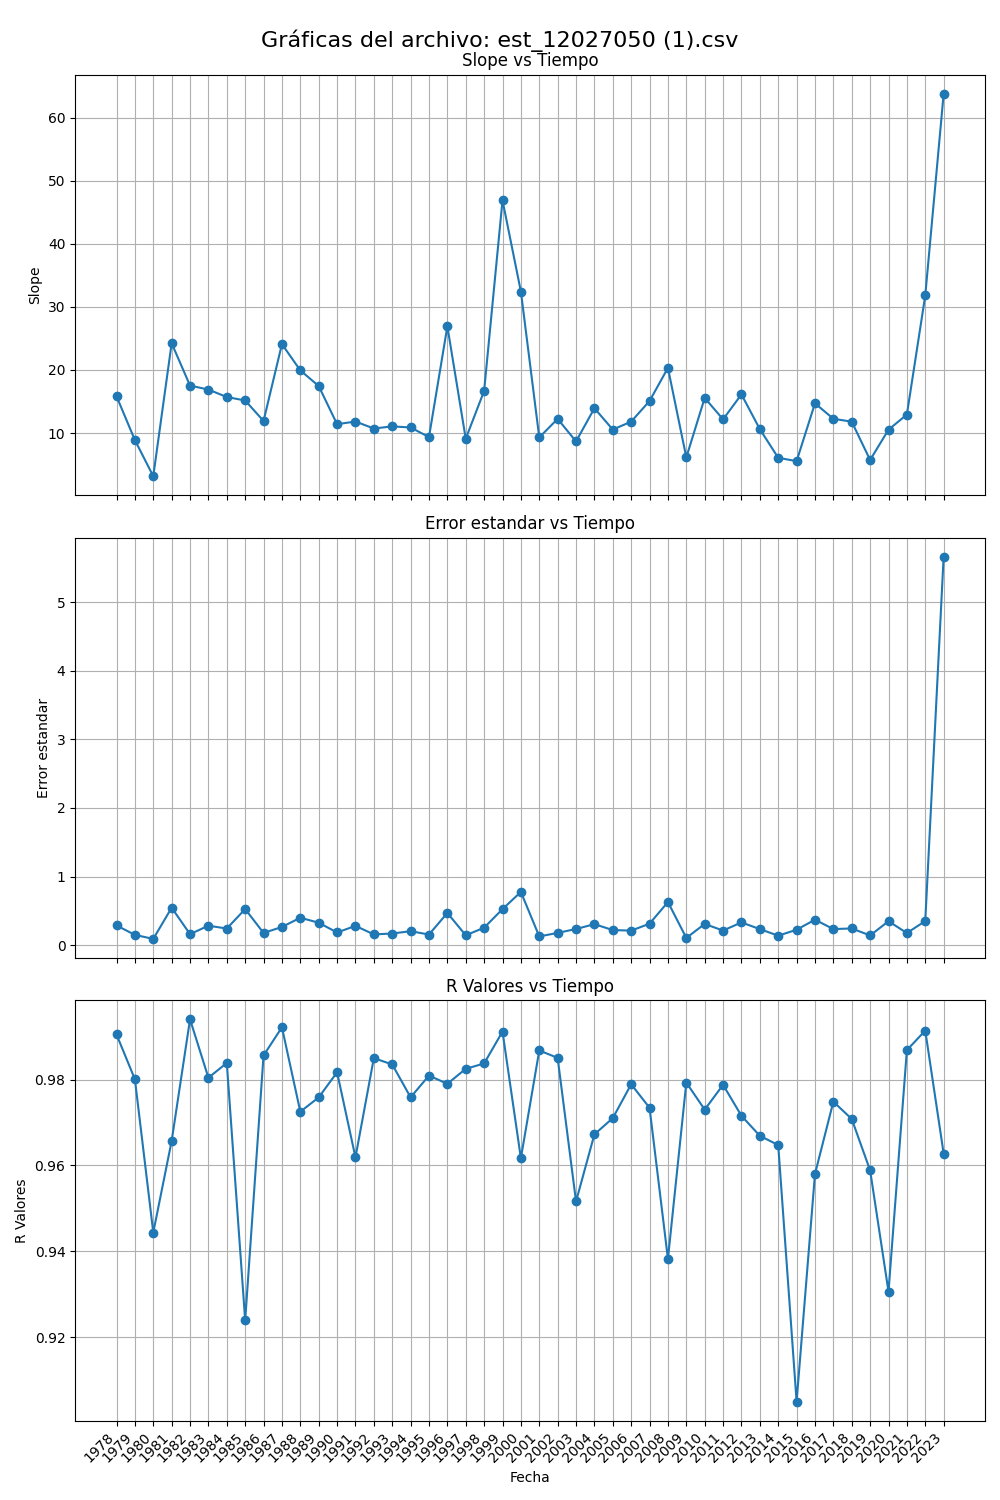 Gráficas del archivo: est_12027050 (1).csv
Slope vs Tiempo
60
50
40
30
20
10
Slope
Error estandar vs Tiempo
5
4
3
2
1
0
Error estandar
R Valores vs Tiempo
0.98
0.96
0.94
0.92
R Valores
1978 1979 1980 1981 1982 1983 1984 1985 1986 1987 1988 1989 1990 1991 1992 1993 1994 1995 1996 1997 1998 1999 2000 2001 2002 2003 2004 2005 2006 2007 2008 2009 2010 2011 2012 2013 2014 2015 2016 2017 2018 2019 2020 2021 2022 2023
Fecha